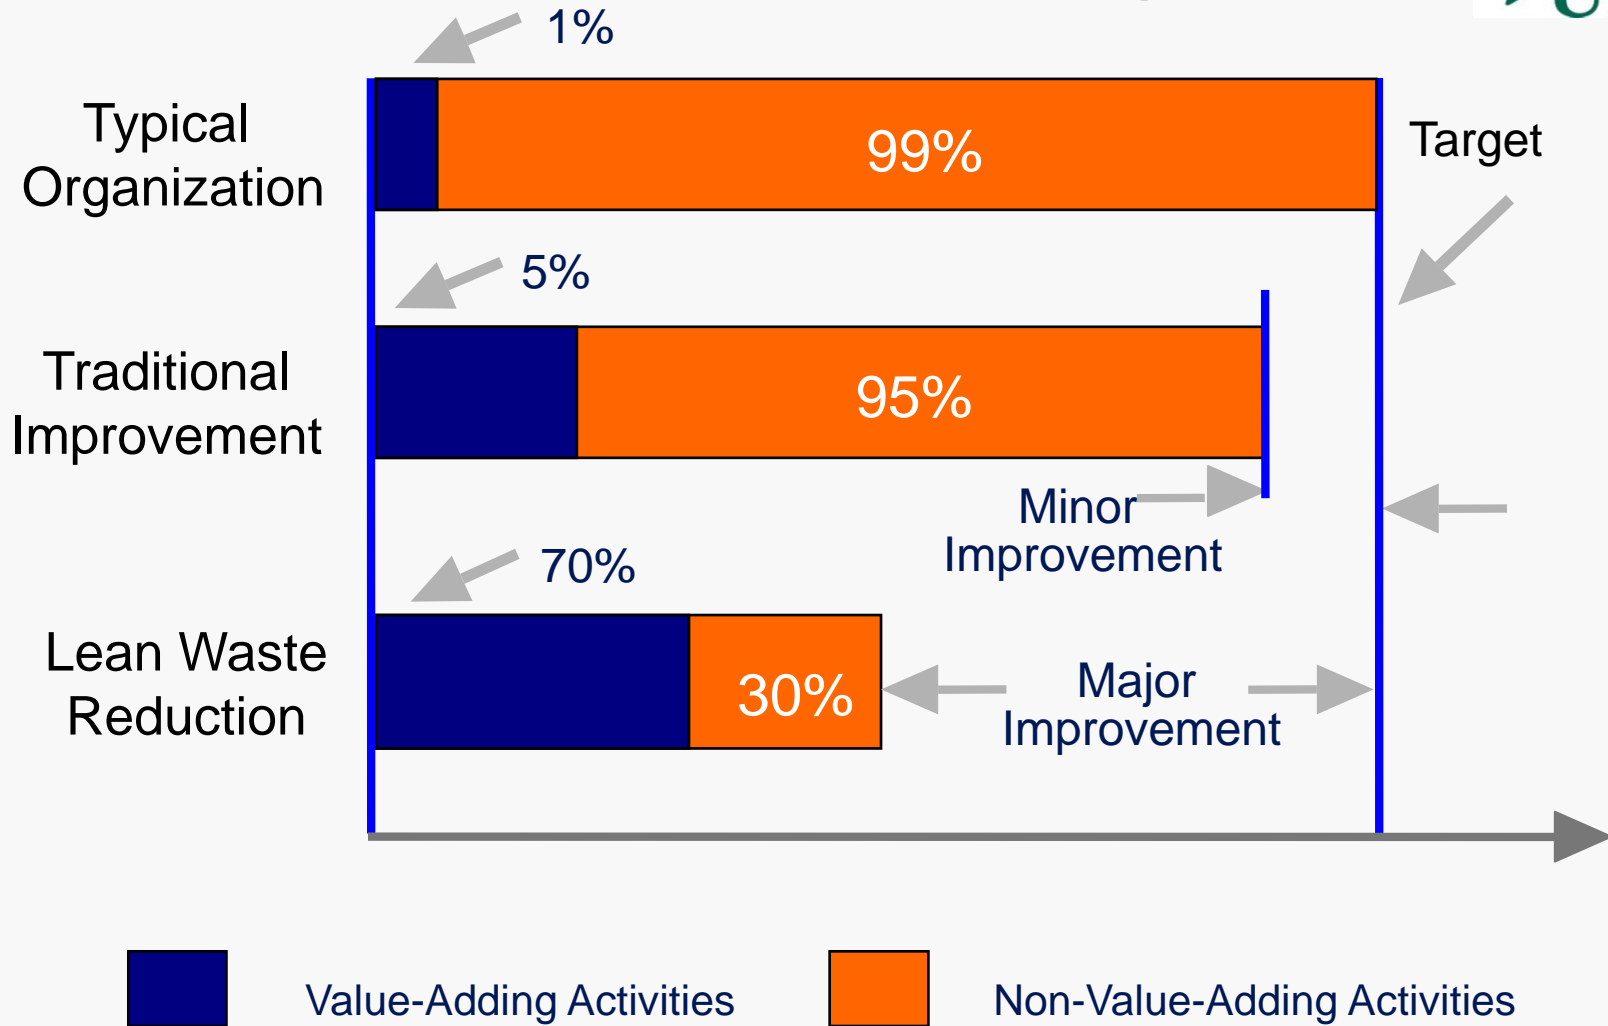 1%
Typical
Organization
99%
Target
5%
Traditional
Improvement
95%
Minor
Improvement
70%
Lean Waste
Reduction
30%
Major
Improvement
Value-Adding Activities
Non-Value-Adding Activities